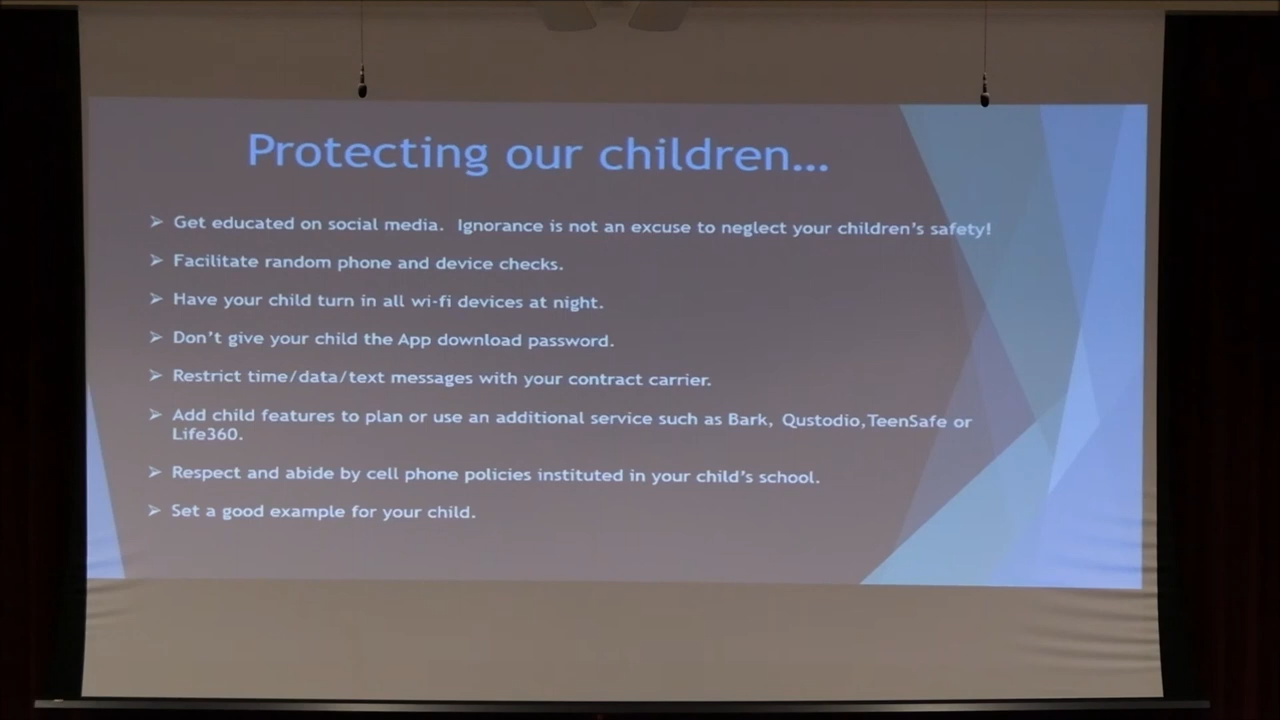 Protecting our children...
➢ Get educated on social media.  Ignorance is not an excuse to neglect your children's safety!
➢ Facilitate random phone and device checks.
➢ Have your child turn in all wi-fi devices at night.
➢ Don't give your child the App download password.
➢ Restrict time/data/text messages with your contract carrier.
➢ Add child features to plan or use an additional service such as Bark, Qustodio,TeenSafe or
Life360.
➢ Respect and abide by cell phone policies instituted in your child's school.
➢ Set a good example for your child.